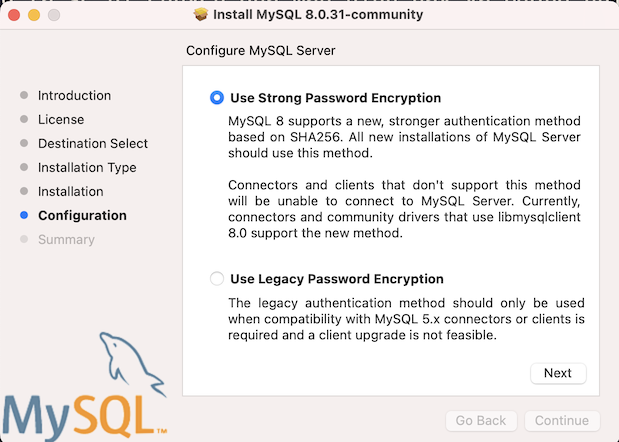 Install MySQL 8.0.31-community
Configure MySQL Server
Introduction
License
Destination Select
Installation Type
Installation
Configuration
Summary
Use Strong Password Encryption
MySQL 8 supports a new, stronger authentication method
based on SHA256. All new installations of MySQL Server
should use this method.
Connectors and clients that don't support this method
will be unable to connect to MySQL Server. Currently,
connectors and community drivers that use libmysqlclient
8.0 support the new method.
Use Legacy Password Encryption
The legacy authentication method should only be used
when compatibility with MySQL 5.x connectors or clients is
required and a client upgrade is not feasible.
Next
MySQL™
Go Back
Continue